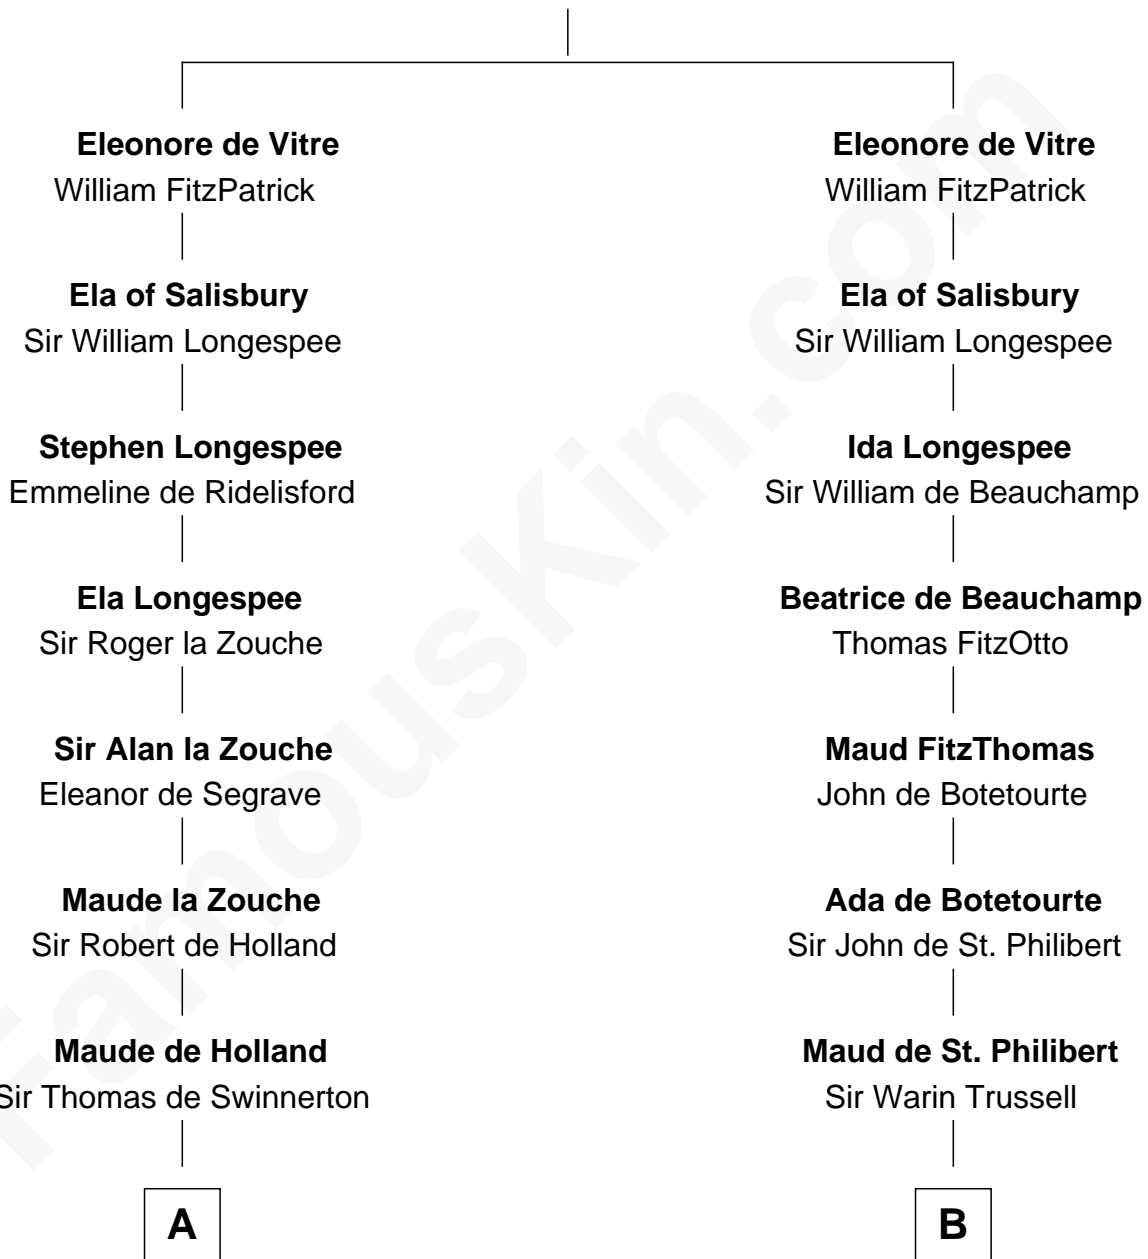 Eleonore de Vitre
William FitzPatrick
Ela of Salisbury
Sir William Longespee
Stephen Longespee
Emmeline de Ridelisford
Ela Longespee
Sir Roger la Zouche
Sir Alan la Zouche
Eleanor de Segrave
Maude la Zouche
Sir Robert de Holland
Maude de Holland
Sir Thomas de Swinnerton
A
Eleonore de Vitre
William FitzPatrick
Ela of Salisbury
Sir William Longespee
Ida Longespee
Sir William de Beauchamp
Beatrice de Beauchamp
Thomas FitzOtto
Maud FitzThomas
John de Botetourte
Ada de Botetourte
Sir John de St. Philibert
Maud de St. Philibert
Sir Warin Trussell
B
FamousKin.com